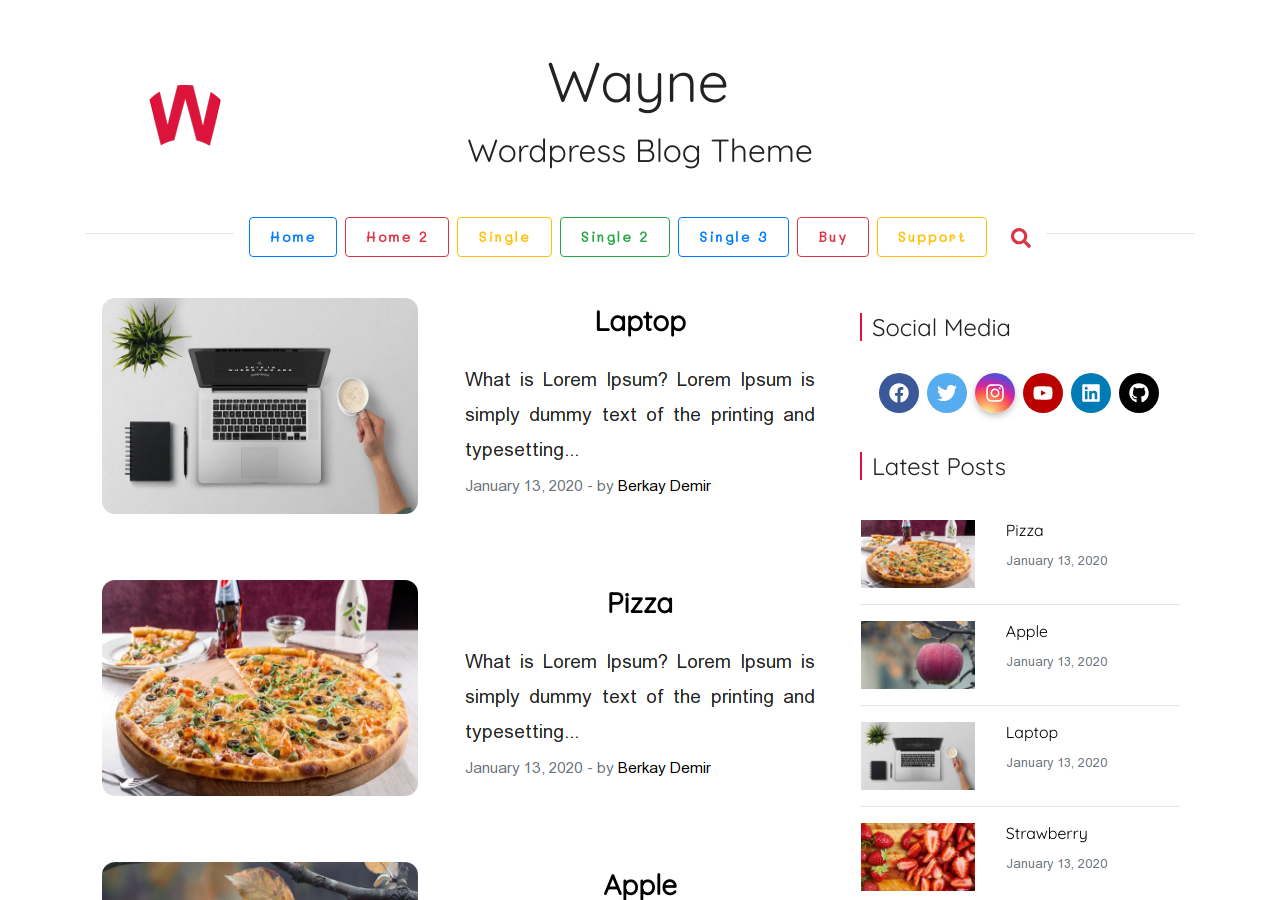 W
Wayne
Wordpress Blog Theme
Home Home 2 Single Single 2 Single 3 Buy Support
Laptop
What is Lorem Ipsum? Lorem Ipsum is
simply dummy text of the printing and
typesetting...
January 13, 2020 - by Berkay Demir
Pizza
What is Lorem Ipsum? Lorem Ipsum is
simply dummy text of the printing and
typesetting...
January 13, 2020 - by Berkay Demir
Apple
Social Media
Latest Posts
Pizza
January 13, 2020
Apple
January 13, 2020
Laptop
January 13, 2020
Strawberry
January 13, 2020